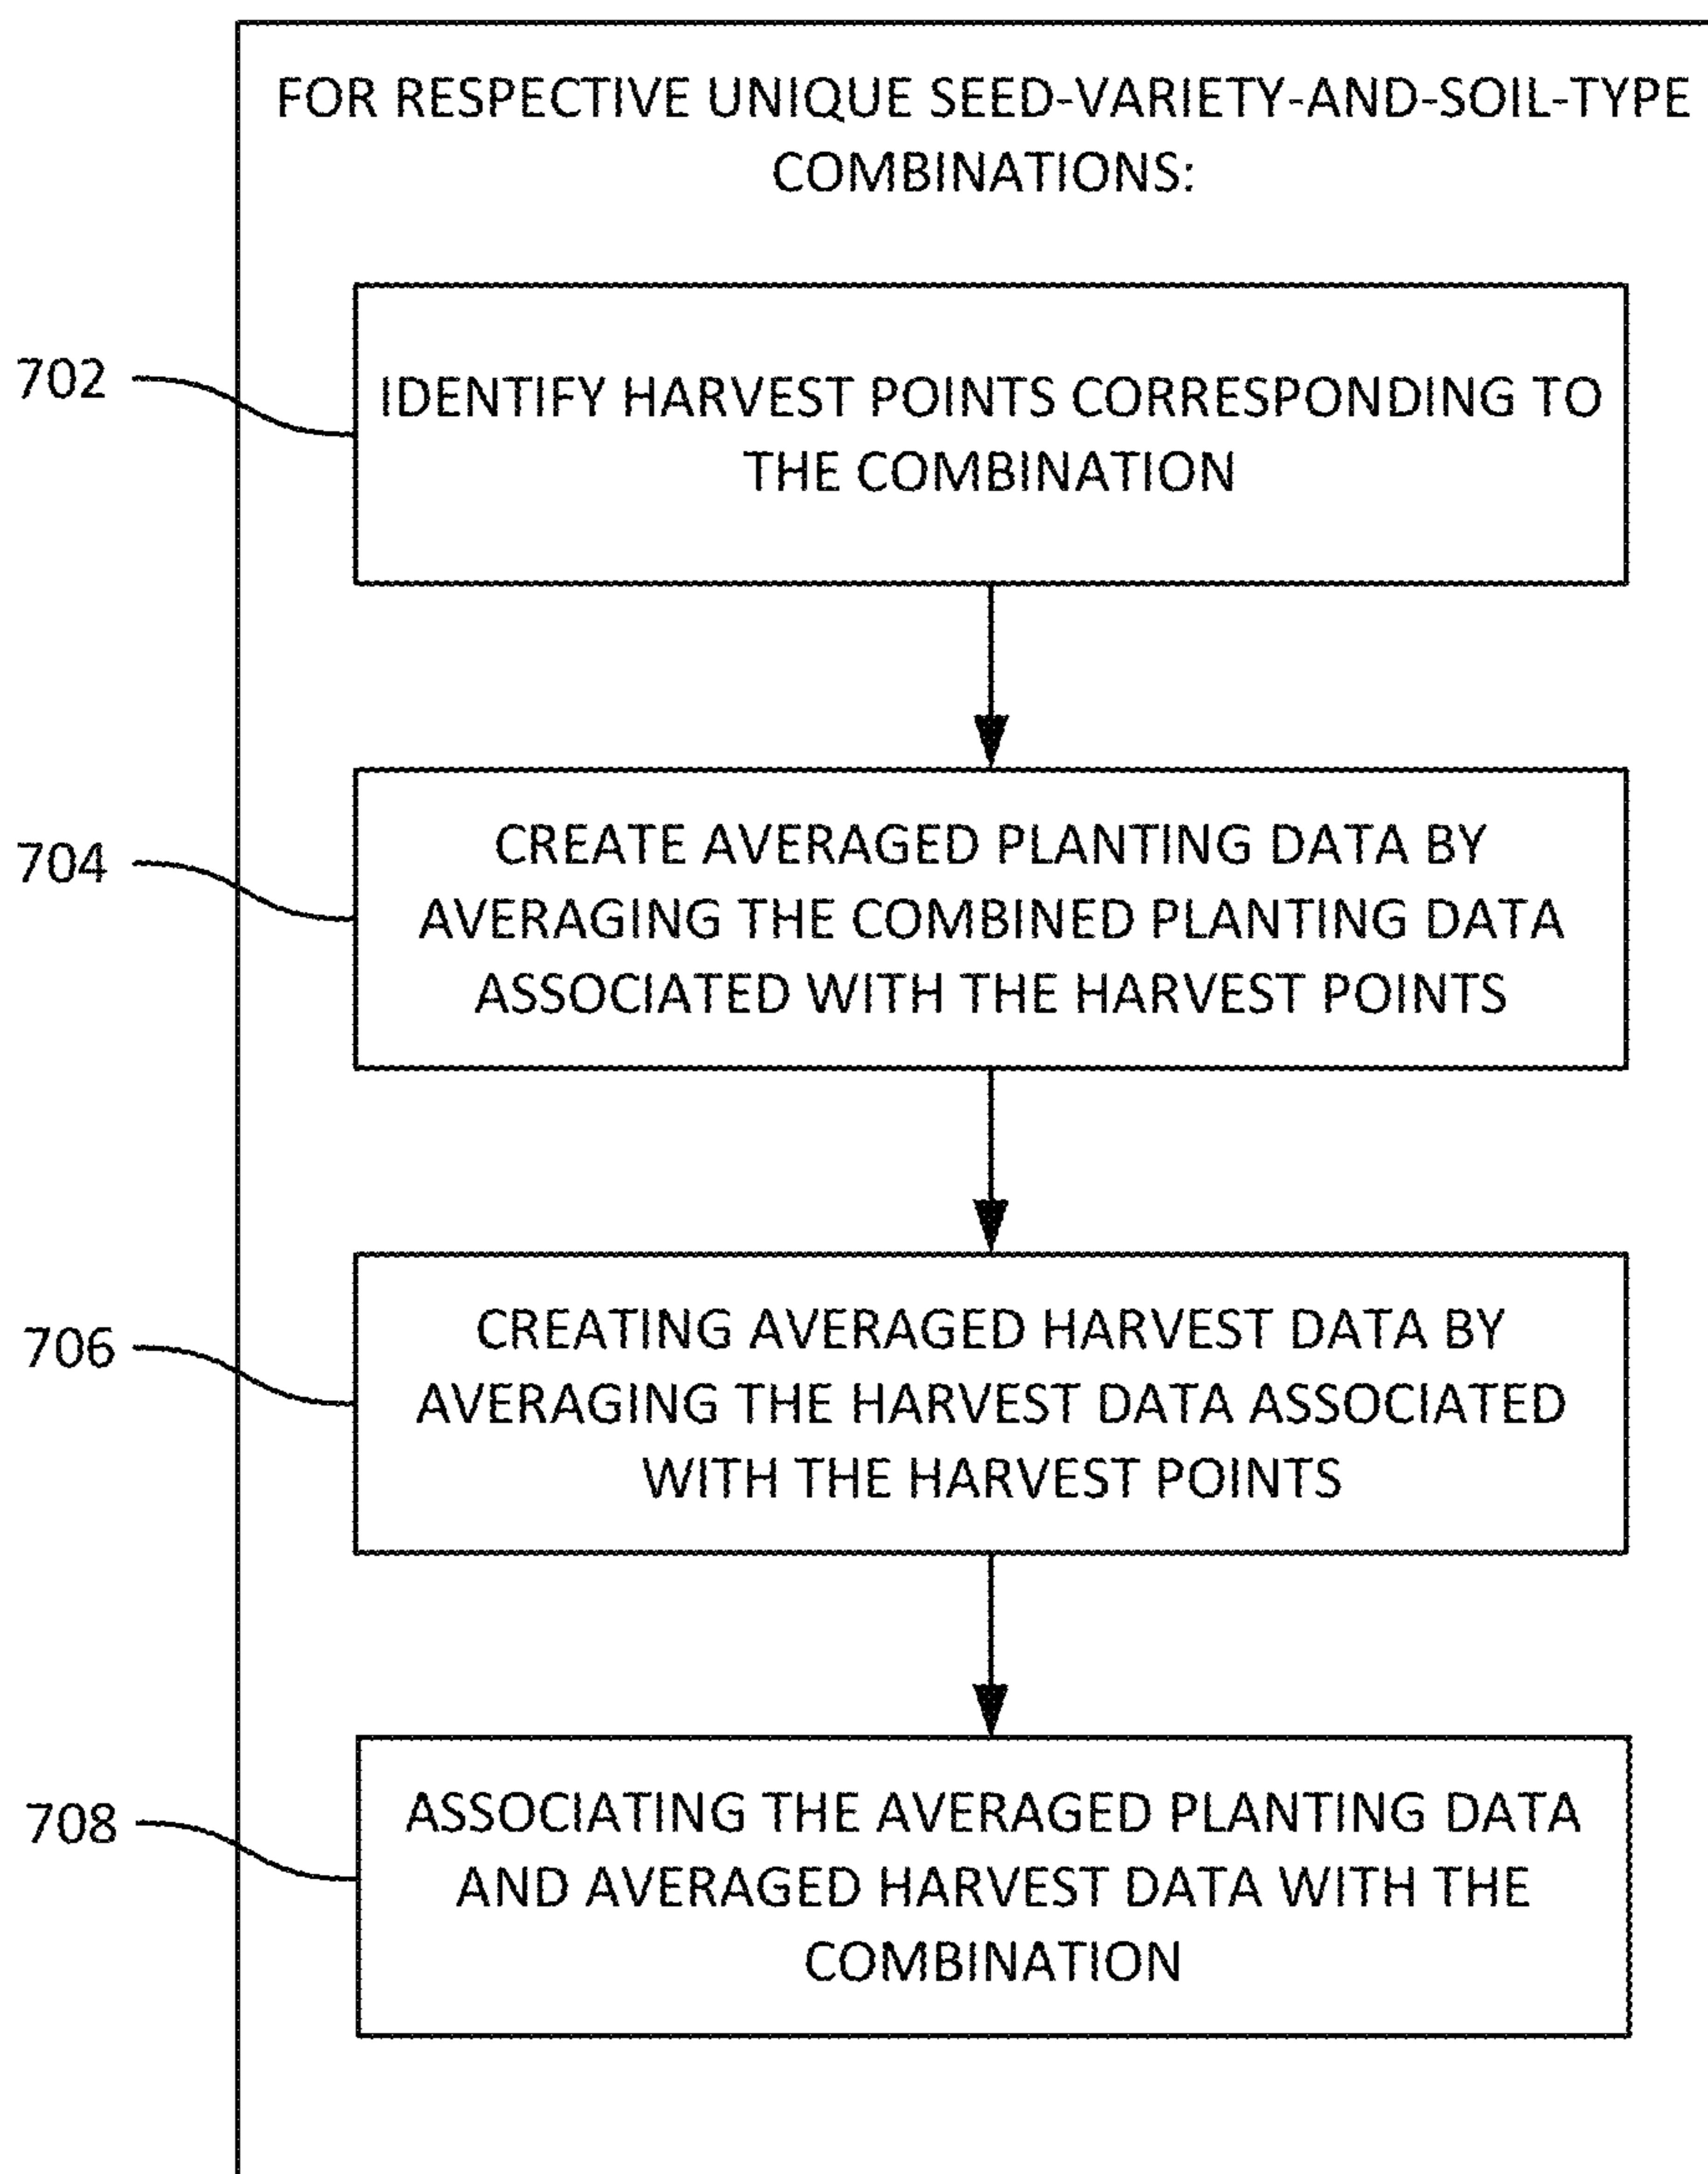 FOR RESPECTIVE UNIQUE SEED-VARIETY-AND-SOIL-TYPE
COMBINATIONS:
702
IDENTIFY HARVEST POINTS CORRESPONDING TO
THE COMBINATION
704
CREATE AVERAGED PLANTING DATA BY
AVERAGING THE COMBINED PLANTING DATA
ASSOCIATED WITH THE HARVEST POINTS
706
CREATING AVERAGED HARVEST DATA BY
AVERAGING THE HARVEST DATA ASSOCIATED
WITH THE HARVEST POINTS
708
ASSOCIATING THE AVERAGED PLANTING DATA
AND AVERAGED HARVEST DATA WITH THE
COMBINATION